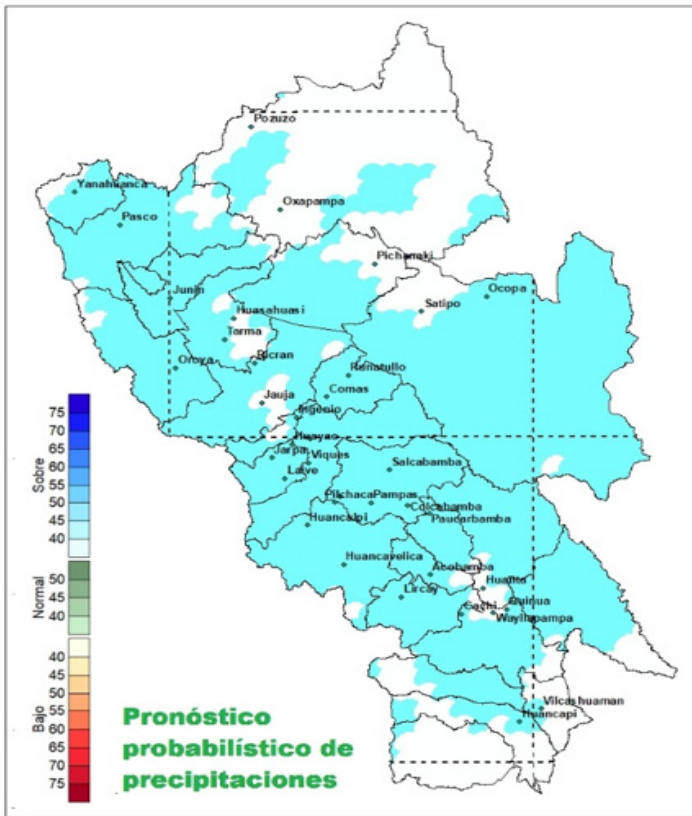 Pozuzo
Yanahuanca
Oxapampa
Pasco
Pichanaki
Junin
Ocopa
Satipo
Huasahuasi
Tarma
Ricran
Oroya
Runatullo
Comas
Jauja
Ingenio
Huayao
Jarpa
Viques
Laive
Salcabamba
Pilchaca
Pampas
Colcabamba
Huancalpi
Paucarbamba
Huancavelica
Acobamba
Huanta
Lircay
Cachi
Quinua
Wayllapampa
Vilcashuaman
Huancapi
Sobre
75
70
65
60
55
50
45
40
Normal
50
45
40
Bajo
40
45
50
55
60
65
70
75
Pronóstico
probabilístico de
precipitaciones